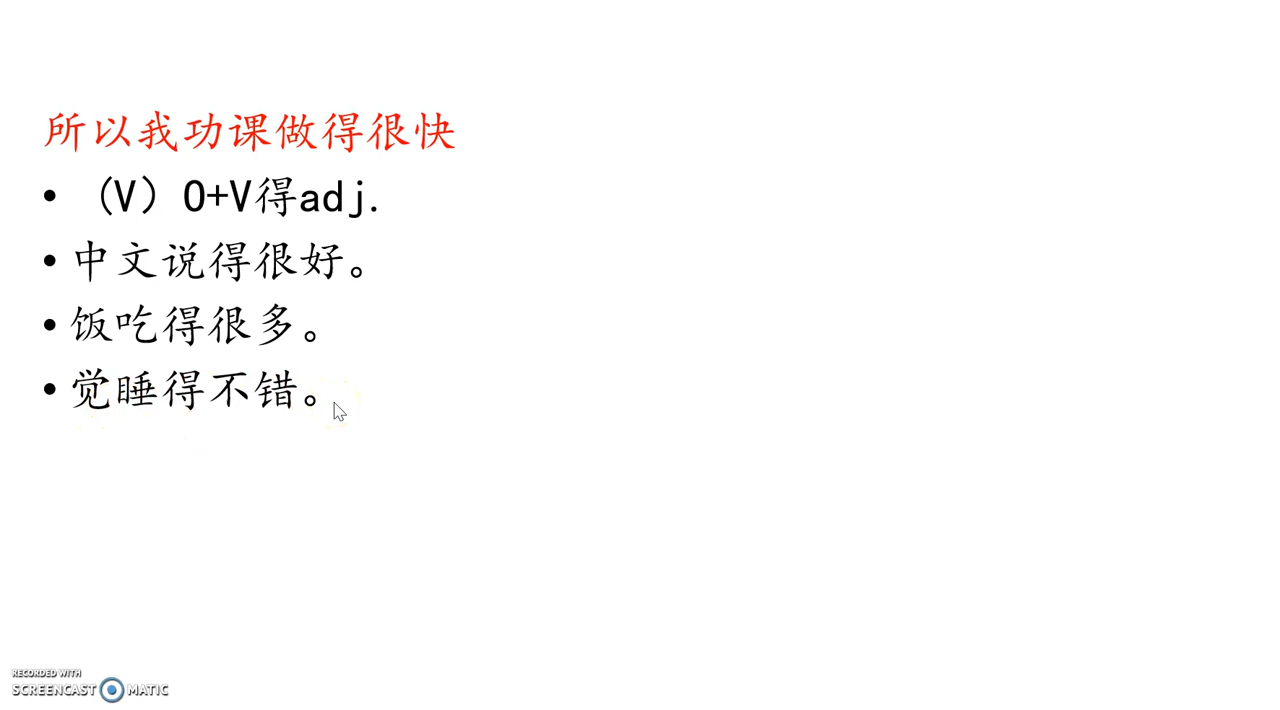 所以我功课做得很快
• (V) O+V得adj.
• 中文说得很好。
• 饭吃得很多。
• 觉睡得不错。
RECORDED WITH
SCREENCAST MATIC